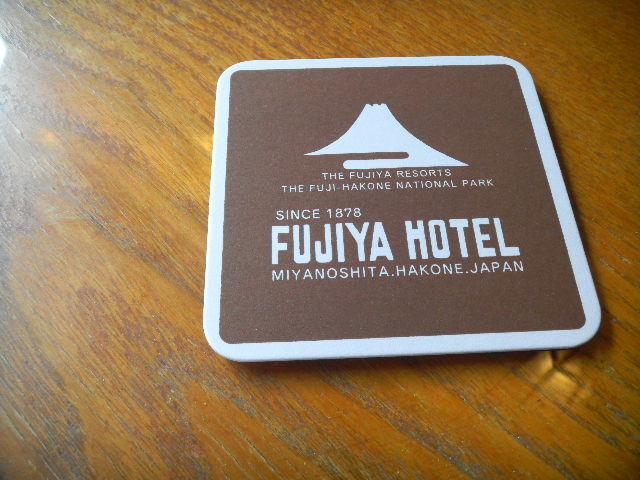 THE FUJIYA RESORTS
THE FUJI-HAKONE NATIONAL PARK
SINCE 1878
FUJIYA HOTEL
MIYANOSHITA.HAKONE.JAPAN